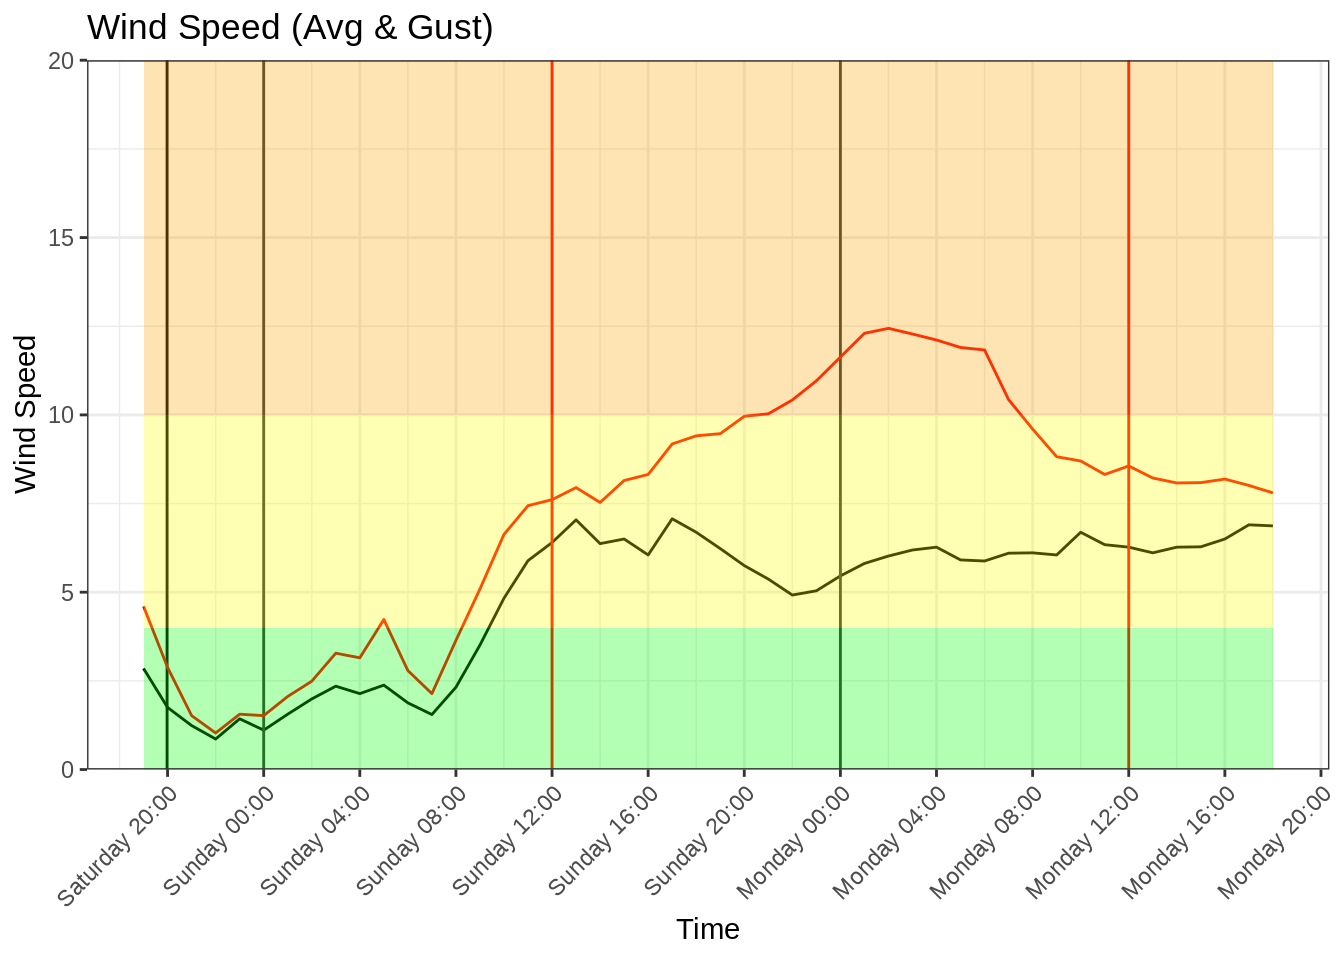 Wind Speed (Avg & Gust)
20
15
10
5
0
Wind Speed
Saturday 20:00
Sunday 00:00
Sunday 04:00
Sunday 08:00
Sunday 12:00
Sunday 16:00
Sunday 20:00
Monday 00:00
Monday 04:00
Monday 08:00
Monday 12:00
Monday 16:00
Monday 20:00
Time